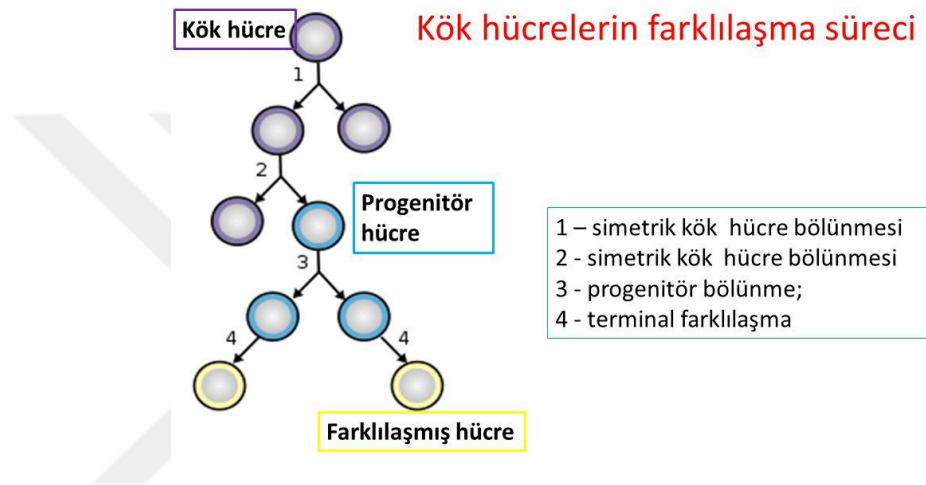 Kök hücre
Kök hücrelerin farklılaşma süreci
1
2
Progenitör
hücre
3
1 – simetrik kök hücre bölünmesi
2 - simetrik kök hücre bölünmesi
3 - progenitör bölünme;
4 - terminal farklılaşma
4
4
Farklılaşmış hücre